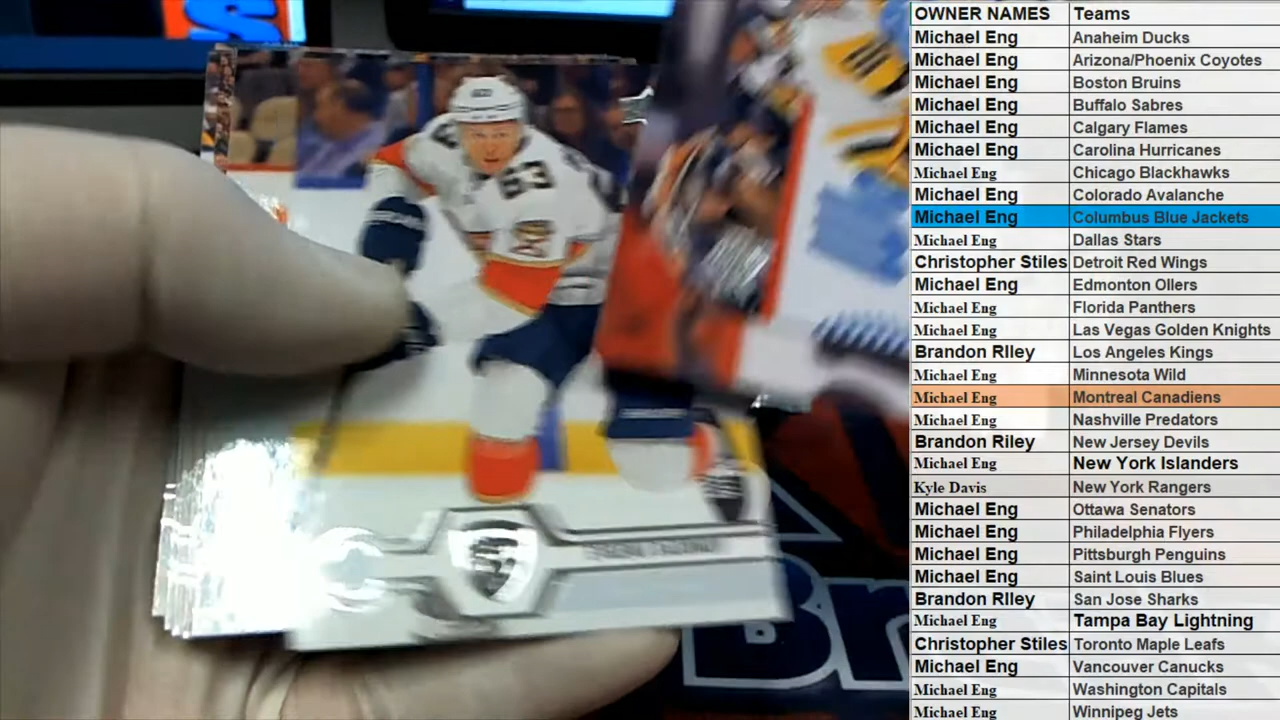 OWNER NAMES Teams
Michael Eng Anaheim Ducks
Michael Eng Arizona/Phoenix Coyotes
Michael Eng Boston Bruins
Michael Eng Buffalo Sabres
Michael Eng Calgary Flames
Michael Eng Carolina Hurricanes
Michael Eng Chicago Blackhawks
Michael Eng Colorado Avalanche
Michael Eng Columbus Blue Jackets
Michael Eng Dallas Stars
Christopher Stiles Detroit Red Wings
Michael Eng Edmonton Oilers
Michael Eng Florida Panthers
Michael Eng Las Vegas Golden Knights
Brandon RIley Los Angeles Kings
Michael Eng Minnesota Wild
Michael Eng Montreal Canadiens
Michael Eng Nashville Predators
Brandon Riley New Jersey Devils
Michael Eng New York Islanders
Kyle Davis New York Rangers
Michael Eng Ottawa Senators
Michael Eng Philadelphia Flyers
Michael Eng Pittsburgh Penguins
Michael Eng Saint Louis Blues
Brandon RIley San Jose Sharks
Michael Eng Tampa Bay Lightning
Christopher Stiles Toronto Maple Leafs
Michael Eng Vancouver Canucks
Michael Eng Washington Capitals
Michael Eng Winnipeg Jets
63
Br